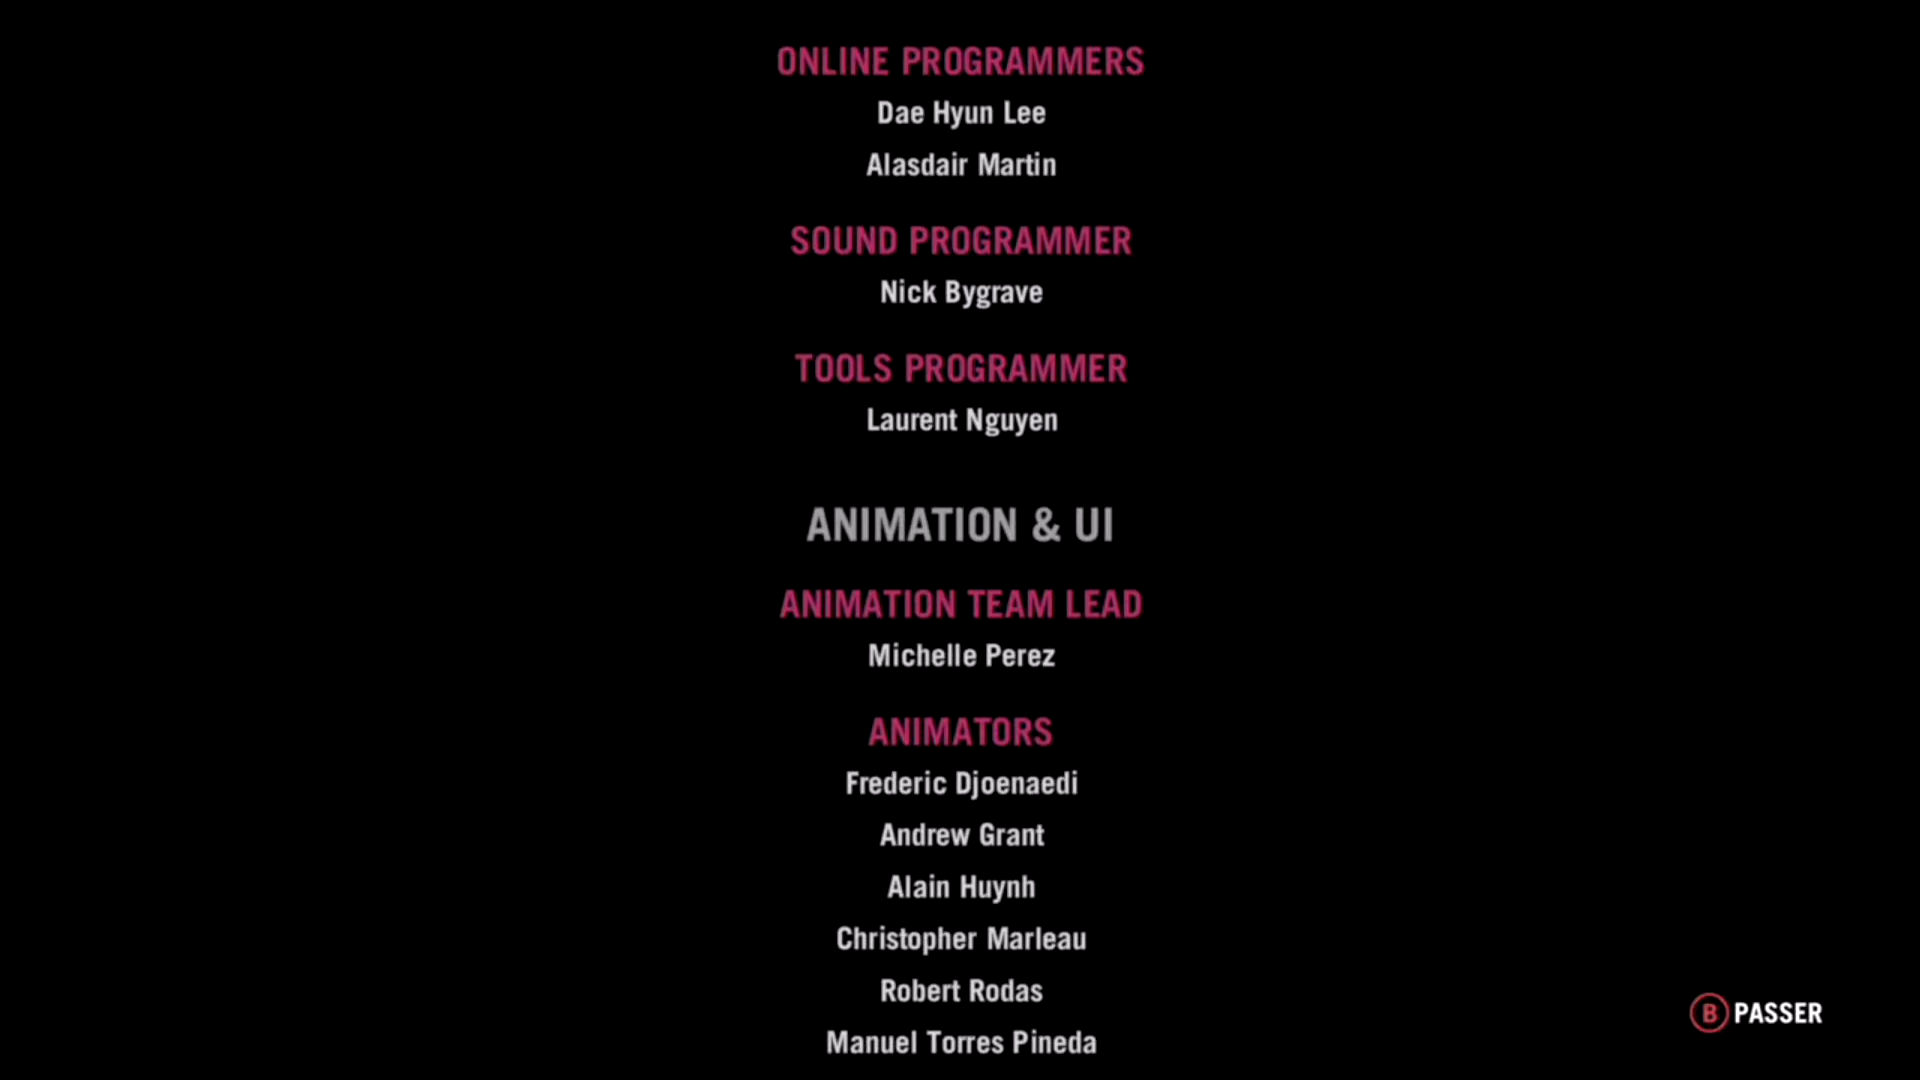 ONLINE PROGRAMMERS
Dae Hyun Lee
Alasdair Martin
SOUND PROGRAMMER
Nick Bygrave
TOOLS PROGRAMMER
Laurent Nguyen
ANIMATION & UI
ANIMATION TEAM LEAD
Michelle Perez
ANIMATORS
Frederic Djoenaedi
Andrew Grant
Alain Huynh
Christopher Marleau
Robert Rodas
Manuel Torres Pineda
B PASSER